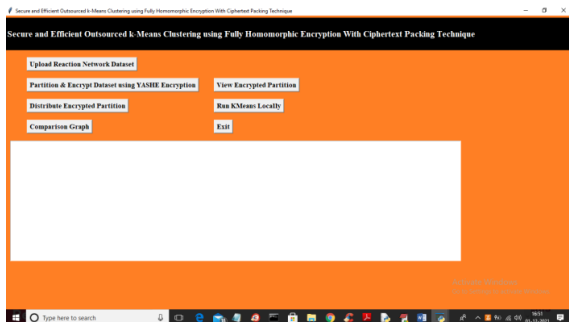 Secure and Efficient Outsourced k-Means Clustering using Fully Homomorphic Encryption With Ciphertext Packing Technique
Secure and Efficient Outsourced k-Means Clustering using Fully Homomorphic Encryption With Ciphertext Packing Technique
Upload Reaction Network Dataset
Partition & Encrypt Dataset using YASHE Encryption View Encrypted Partition
Distribute Encrypted Partition Run KMeans Locally
Comparison Graph Exit
Type here to search
16:51